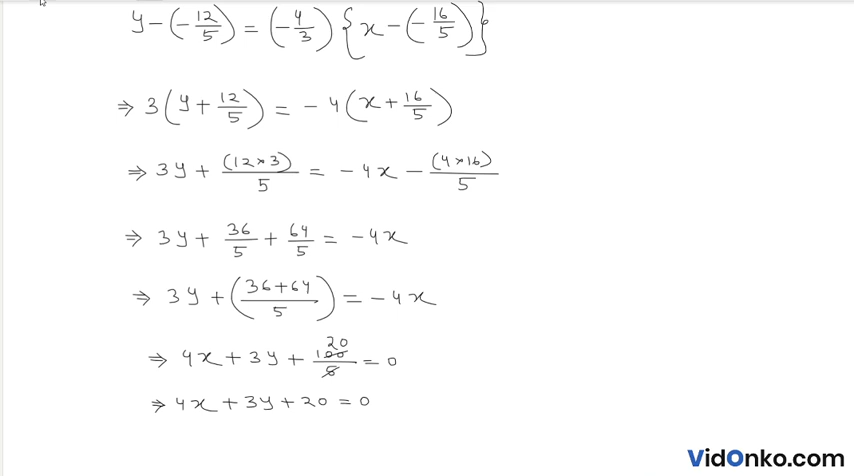 y - (-12/5) = (-4/3) {x - (-16/5)}
⇒ 3(y + 12/5) = -4(x + 16/5)
⇒ 3y + (12×3)/5 = -4x - (4×16)/5
⇒ 3y + 36/5 + 64/5 = -4x
⇒ 3y + ((36+64)/5) = -4x
20
⇒ 4x + 3y + 100/5 = 0
⇒ 4x + 3y + 20 = 0
VidOnko.com